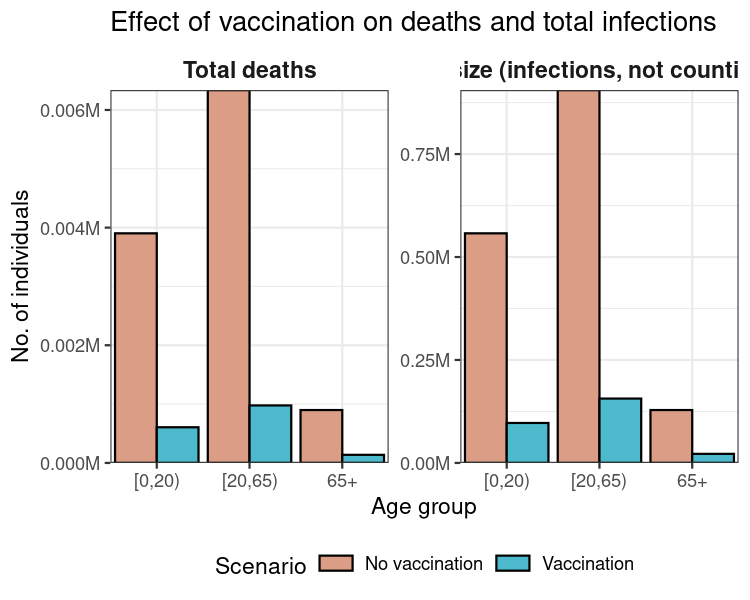 Effect of vaccination on deaths and total infections
Total deaths
size (infections, not counti
No. of individuals
0.006M
0.004M
0.002M
0.000M
0.75M
0.50M
0.25M
0.00M
[0,20)
[20,65)
65+
[0,20)
[20,65)
65+
Age group
Scenario
No vaccination
Vaccination